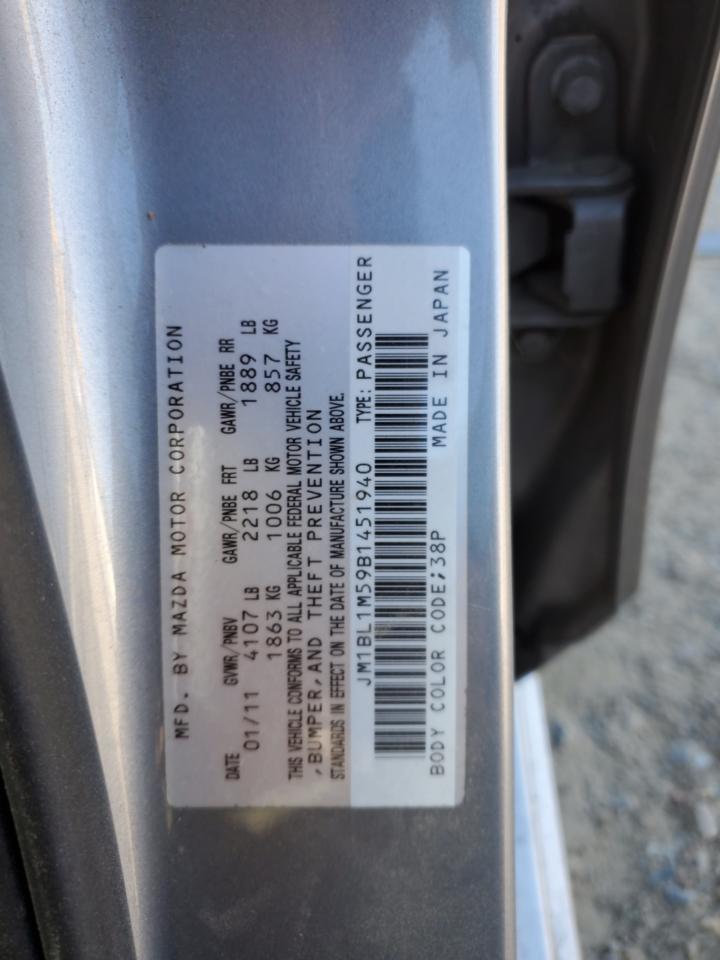 MFD. BY MAZDA MOTOR CORPORATION
DATE GVWR/PNBV GAWR/PNBE FRT GAWR/PNBE RR
01/11 4107 LB 2218 LB 1889 LB
1863 KG 1006 KG 857 KG
THIS VEHICLE CONFORMS TO ALL APPLICABLE FEDERAL MOTOR VEHICLE SAFETY
,BUMPER,AND THEFT PREVENTION
STANDARDS IN EFFECT ON THE DATE OF MANUFACTURE SHOWN ABOVE.
JM1BL1M59B1451940 TYPE: PASSENGER
BODY COLOR CODE;38P MADE IN JAPAN